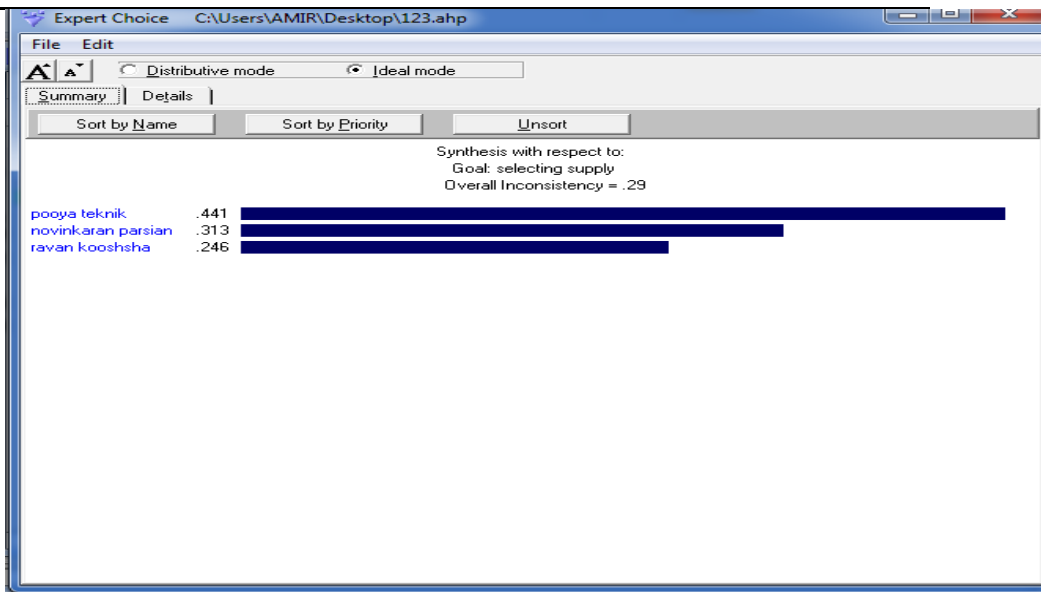 Expert Choice C:\Users\AMIR\Desktop\123.ahp
File Edit
A A Distributive mode Ideal mode
Summary Details
Sort by Name Sort by Priority Unsort
Synthesis with respect to:
Goal: selecting supply
Overall Inconsistency = .29
pooya teknik .441
novinkaran parsian .313
ravan kooshsha .246